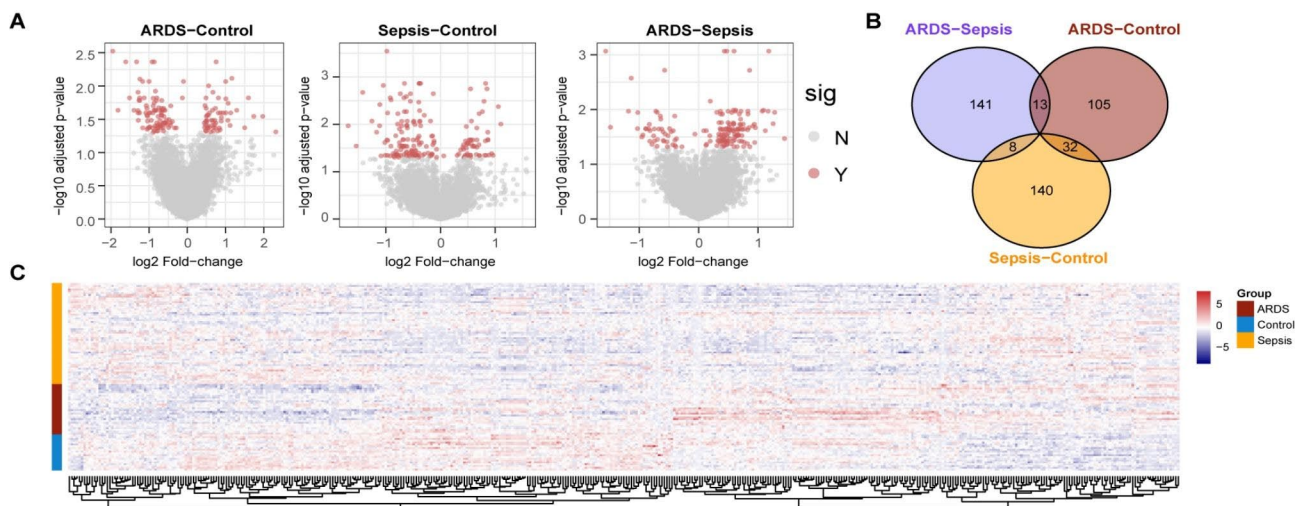 A
ARDS−Control
Sepsis−Control
ARDS−Sepsis
−log10 adjusted p−value
2.5
2.0
1.5
1.0
0.5
0.0
−2
−1
0
1
2
log2 Fold−change
−log10 adjusted p−value
3
2
1
0
−1
0
1
log2 Fold−change
−log10 adjusted p−value
3
2
1
0
−1
0
1
log2 Fold−change
sig
N
Y
B
ARDS−Sepsis
ARDS−Control
141
13
105
8
32
140
Sepsis−Control
C
5
0
−5
Group
ARDS
Control
Sepsis